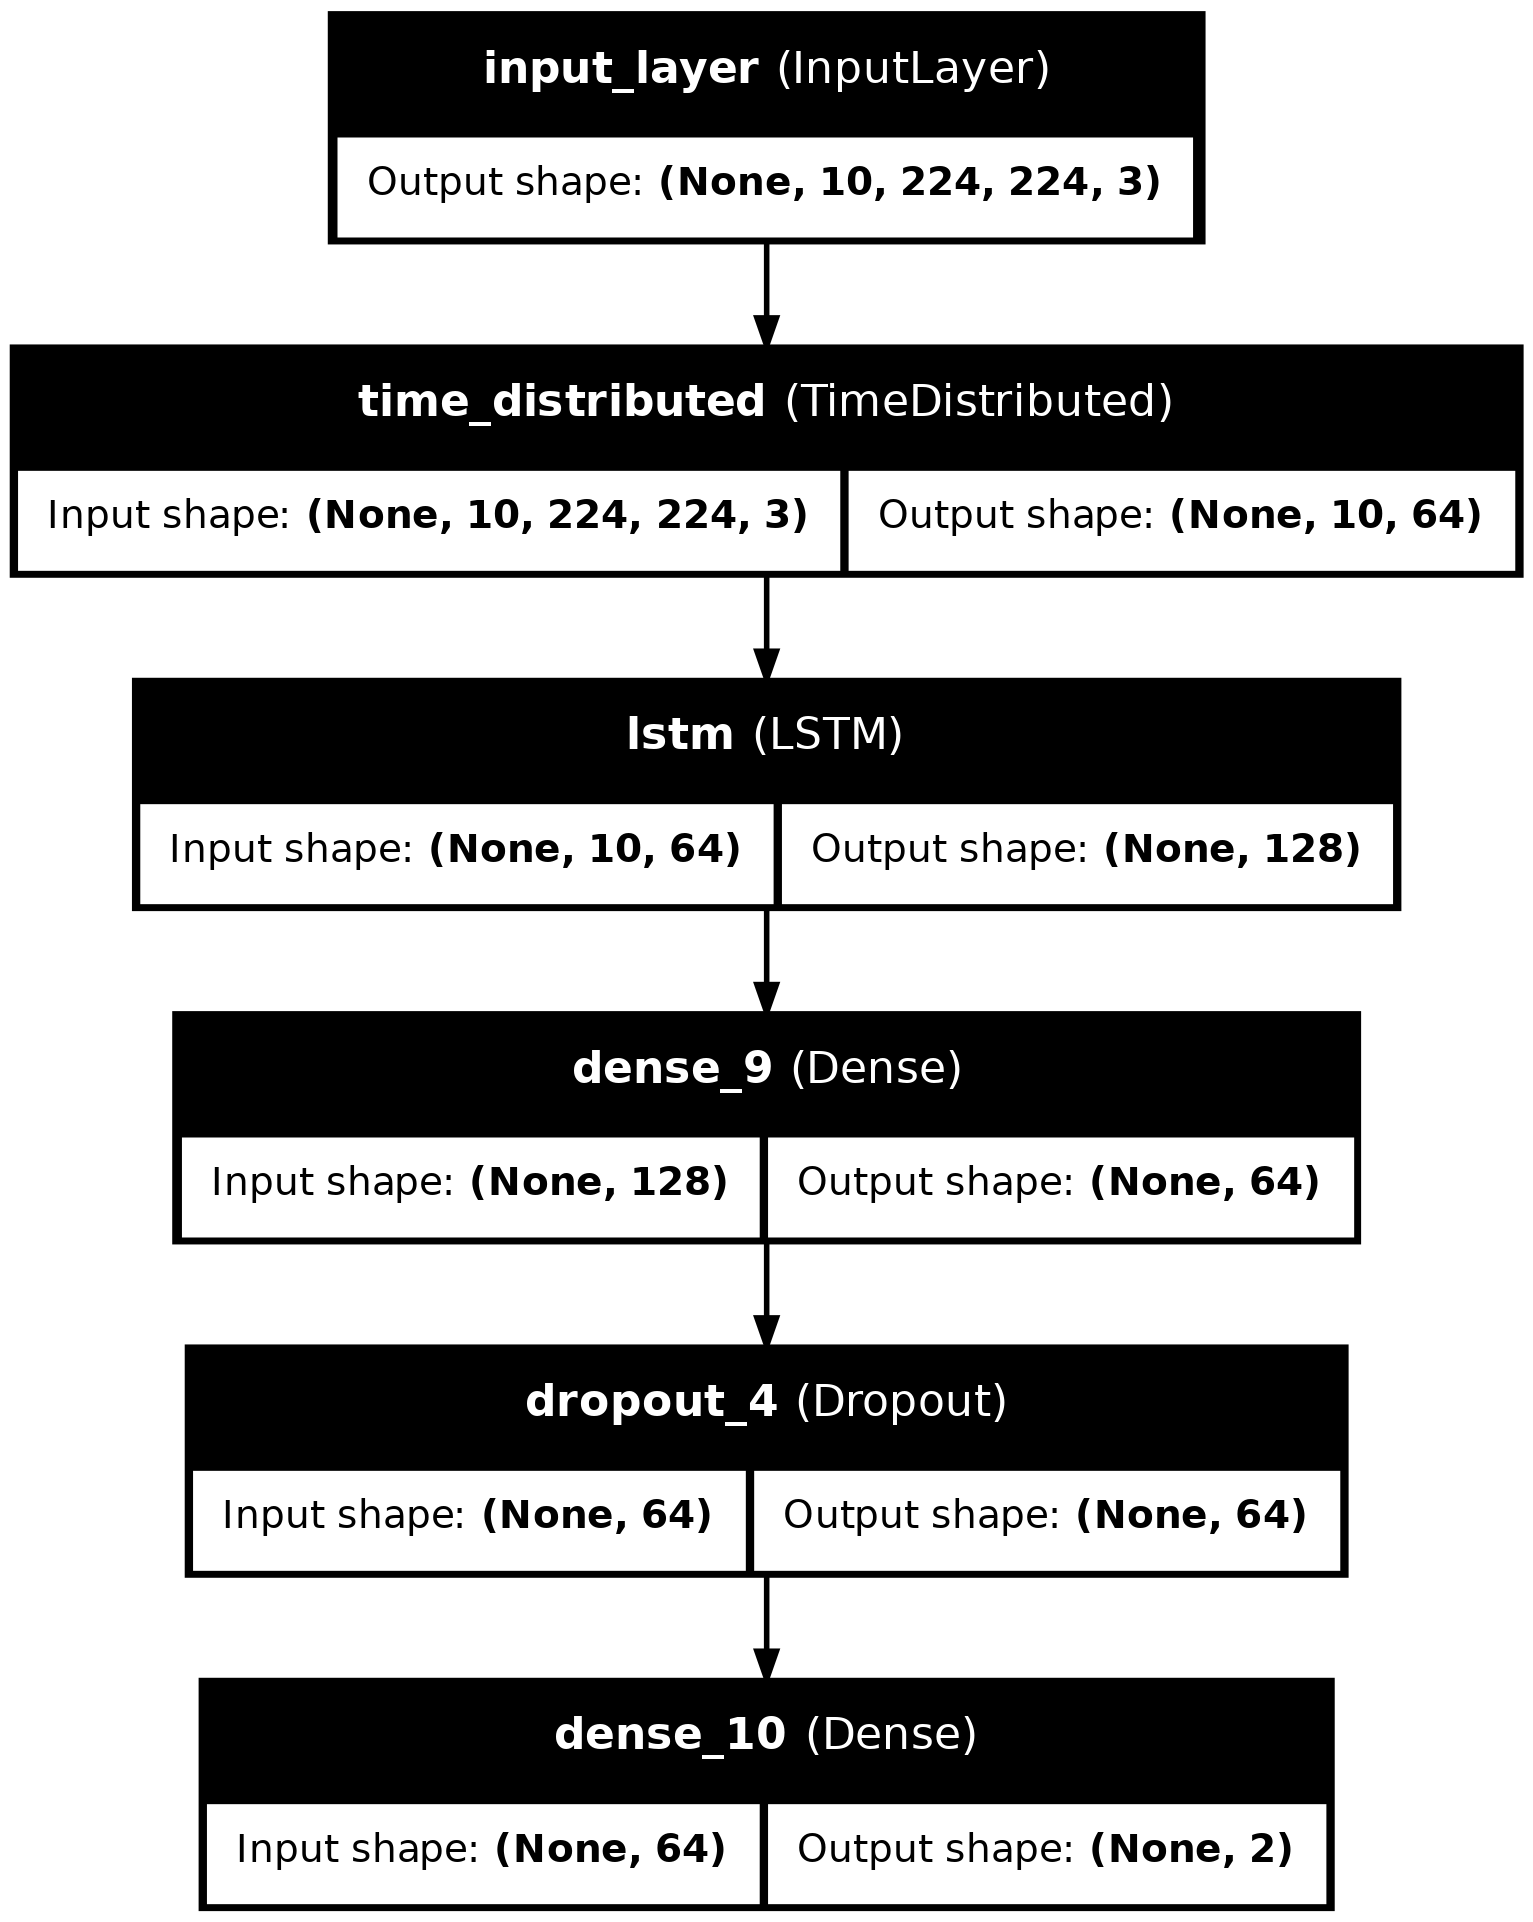 input_layer (InputLayer)
Output shape: (None, 10, 224, 224, 3)
time_distributed (TimeDistributed)
Input shape: (None, 10, 224, 224, 3) Output shape: (None, 10, 64)
lstm (LSTM)
Input shape: (None, 10, 64) Output shape: (None, 128)
dense_9 (Dense)
Input shape: (None, 128) Output shape: (None, 64)
dropout_4 (Dropout)
Input shape: (None, 64) Output shape: (None, 64)
dense_10 (Dense)
Input shape: (None, 64) Output shape: (None, 2)